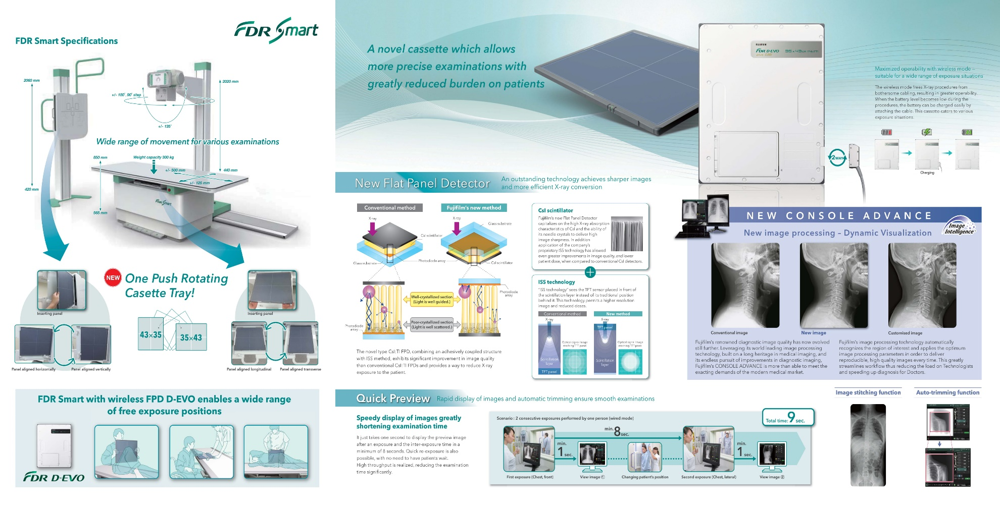 FDR Smart
FDR Smart Specifications
2060 mm
420 mm
+/- 180°, 90° step
+/- 135°
2020 mm
440 mm
Wide range of movement for various examinations
850 mm
565 mm
Weight capacity 300 kg
+/- 500 mm
+/- 125 mm
FDR Smart
NEW
One Push Rotating
Casette Tray!
Inserting panel
Inserting panel
43×35
35×43
Panel aligned horizontally
Panel aligned vertically
Panel aligned longitudinal
Panel aligned transverse
FDR Smart with wireless FPD D-EVO enables a wide range
of free exposure positions
FDR D-EVO
A novel cassette which allows
more precise examinations with
greatly reduced burden on patients
FUJIFILM
FDR D-EVO
Maximized operability with wireless mode –
suitable for a wide range of exposure situations
The wireless mode frees X-ray procedures from
bothersome cabling, resulting in greater operability.
When the battery level becomes low during the
procedures, the battery can be charged easily by
attaching the cable. This cassette caters to various
exposure situations.
2WAY
Charging
New Flat Panel Detector
An outstanding technology achieves sharper images
and more efficient X-ray conversion
Conventional method
Fujifilm's new method
X-ray
X-ray
Glass substrate
CsI scintillator
Glass substrate
Photodiode array
CsI scintillator
Photodiode
array
Well-crystallized section
(Light is well guided.)
Poor-crystallized section
(Light is well scattered.)
Photodiode
array
The novel type CsI:Tl FPD, combining an adhesively coupled structure
with ISS method, exhibits significant improvement in image quality
than conventional CsI:Tl FPDs and provides a way to reduce X-ray
exposure to the patient.
CsI scintillator
Fujifilm's new Flat Panel Detector
capitalizes on the high X-ray absorption
characteristics of CsI and the ability of
its needle crystals to deliver high
image sharpness. In addition
application of the company's
proprietary ISS technology has allowed
even greater improvements in image quality, and lower
patient dose, when compared to conventional CsI detectors.
ISS technology
"ISS technology" sees the TFT sensor placed in front of
the scintillation layer instead of its traditional position
behind it. This technology permits a higher resolution
image and reduced doses.
Conventional method
New method
X-ray
X-ray
TFT panel
Optical signal image
reaching TFT panel
Optical signal image
reaching TFT panel
Scintillation
layer
Scintillation
layer
TFT panel
NEW CONSOLE ADVANCE
New image processing – Dynamic Visualization
Image
Intelligence
Conventional image
New image
Customised image
Fujifilm's renowned diagnostic image quality has now evolved
still further. Leveraging its world leading image processing
technology, built on a long heritage in medical imaging, and
its endless pursuit of improvements in diagnostic imaging,
Fujifilm's CONSOLE ADVANCE is more than able to meet the
exacting demands of the modern medical market.
Fujifilm's image processing technology automatically
recognizes the region of interest and applies the optimum
image processing parameters in order to deliver
reproducible, high quality images every time. This greatly
streamlines workflow thus reducing the load on Technologists
and speeding up diagnosis for Doctors.
Quick Preview
Rapid display of images and automatic trimming ensure smooth examinations
Speedy display of images greatly
shortening examination time
It just takes one second to display the preview image
after an exposure and the inter-exposure time in a
minimum of 8 seconds. Quick re-exposure is also
possible, with no need to have patients wait.
High throughput is realized, reducing the examination
time significantly.
Scenario : 2 consecutive exposures performed by one person (wired mode)
Total time: 9 sec.
min. 8 sec.
min.
1 sec.
min.
1 sec.
First exposure (Chest, front)
View image ①
Changing patient's position
Second exposure (Chest, lateral)
View image ②
Image stitching function
Auto-trimming function